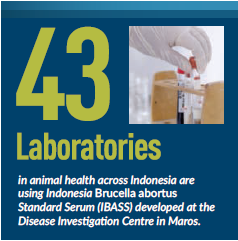 43
Laboratories
in animal health across Indonesia are
using Indonesia Brucella abortus
Standard Serum (IBASS) developed at the
Disease Investigation Centre in Maros.